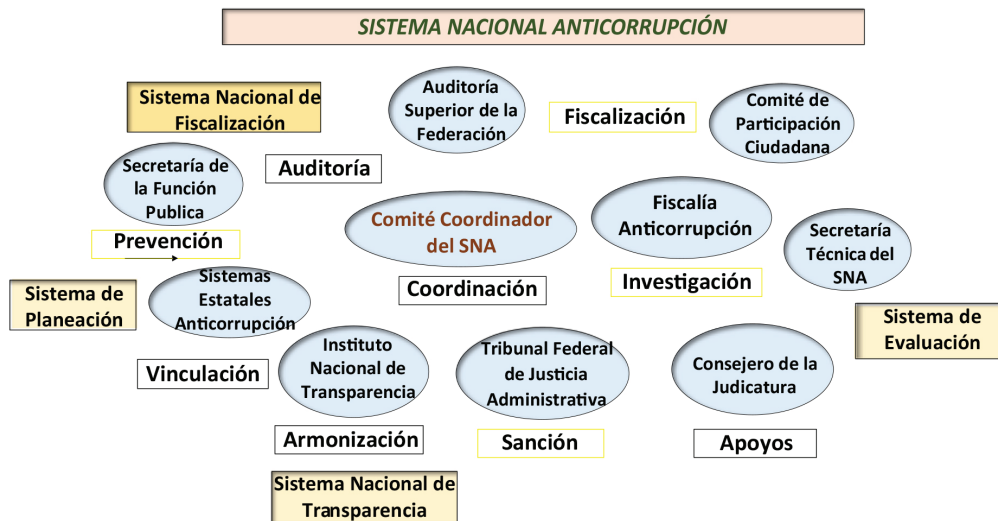 SISTEMA NACIONAL ANTICORRUPCIÓN
Sistema Nacional de
Fiscalización
Auditoría
Superior de la
Federación
Fiscalización
Comité de
Participación
Ciudadana
Auditoría
Secretaría de
la Función
Publica
Prevención
Comité Coordinador
del SNA
Coordinación
Fiscalía
Anticorrupción
Investigación
Secretaría
Técnica del
SNA
Sistema de
Planeación
Sistemas
Estatales
Anticorrupción
Vinculación
Sistema de
Evaluación
Instituto
Nacional de
Transparencia
Armonización
Tribunal Federal
de Justicia
Administrativa
Sanción
Consejero de la
Judicatura
Apoyos
Sistema Nacional de
Transparencia